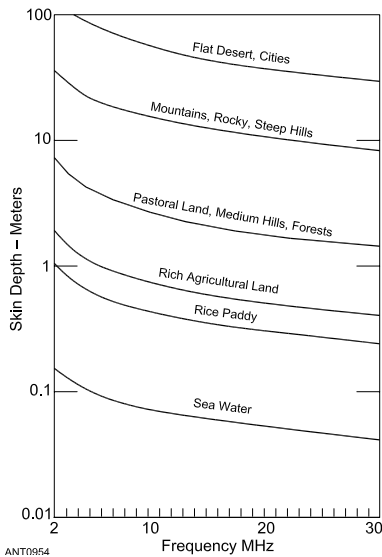 100
Flat Desert, Cities
Mountains, Rocky, Steep Hills
10
Pastoral Land, Medium Hills, Forests
1
Rich Agricultural Land
Rice Paddy
0.1
Sea Water
0.01
Skin Depth – Meters
2 10 20 30
Frequency MHz
ANT0954